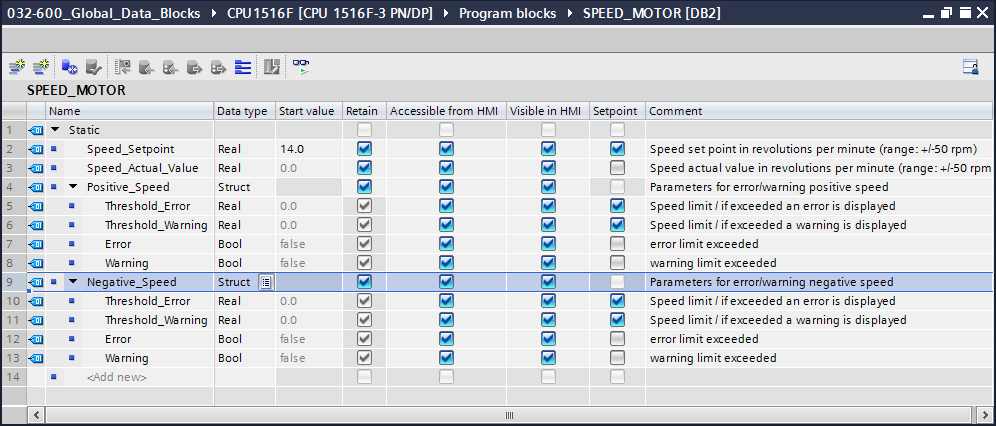 032-600_Global_Data_Blocks ▸ CPU1516F [CPU 1516F-3 PN/DP] ▸ Program blocks ▸ SPEED_MOTOR [DB2]
SPEED_MOTOR
Name Data type Start value Retain Accessible from HMI Visible in HMI Setpoint Comment
1 Static
2 Speed_Setpoint Real 14.0 Speed set point in revolutions per minute (range: +/-50 rpm)
3 Speed_Actual_Value Real 0.0 Speed actual value in revolutions per minute (range: +/-50 rpm
4 Positive_Speed Struct Parameters for error/warning positive speed
5 Threshold_Error Real 0.0 Speed limit / if exceeded an error is displayed
6 Threshold_Warning Real 0.0 Speed limit / if exceeded a warning is displayed
7 Error Bool false error limit exceeded
8 Warning Bool false warning limit exceeded
9 Negative_Speed Struct Parameters for error/warning negative speed
10 Threshold_Error Real 0.0 Speed limit / if exceeded an error is displayed
11 Threshold_Warning Real 0.0 Speed limit / if exceeded a warning is displayed
12 Error Bool false error limit exceeded
13 Warning Bool false warning limit exceeded
14 <Add new>